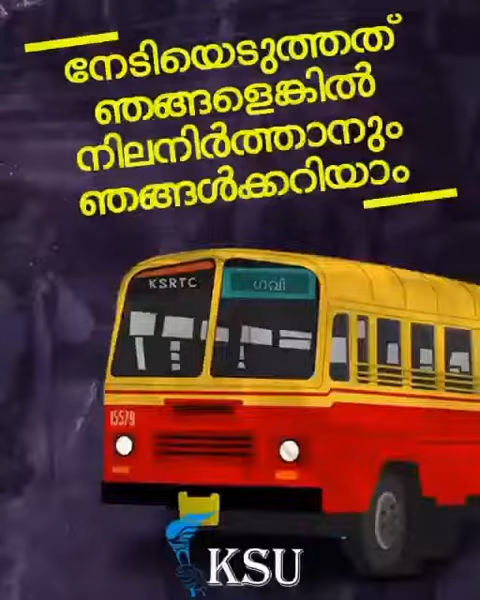 നേടിയെടുത്തത്
ഞങ്ങളെങ്കിൽ
നിലനിർത്താനും
ഞങ്ങൾക്കറിയാം
KSRTC
ഗവി
15579
KSU